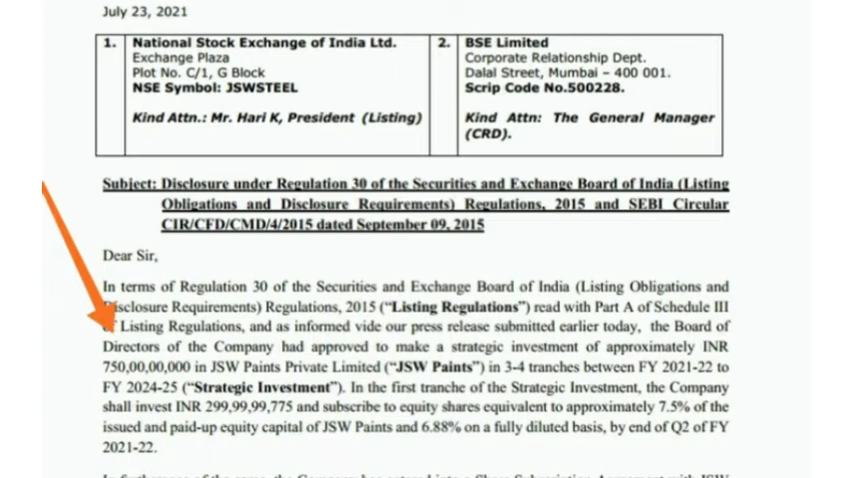 July 23, 2021
1. National Stock Exchange of India Ltd.
Exchange Plaza
Plot No. C/1, G Block
NSE Symbol: JSWSTEEL
Kind Attn.: Mr. Hari K, President (Listing)
2. BSE Limited
Corporate Relationship Dept.
Dalal Street, Mumbai – 400 001.
Scrip Code No.500228.
Kind Attn: The General Manager
(CRD).
Subject: Disclosure under Regulation 30 of the Securities and Exchange Board of India (Listing
Obligations and Disclosure Requirements) Regulations, 2015 and SEBI Circular
CIR/CFD/CMD/4/2015 dated September 09, 2015
Dear Sir,
In terms of Regulation 30 of the Securities and Exchange Board of India (Listing Obligations and
Disclosure Requirements) Regulations, 2015 (“Listing Regulations”) read with Part A of Schedule III
of Listing Regulations, and as informed vide our press release submitted earlier today, the Board of
Directors of the Company had approved to make a strategic investment of approximately INR
750,00,00,000 in JSW Paints Private Limited (“JSW Paints”) in 3-4 tranches between FY 2021-22 to
FY 2024-25 (“Strategic Investment”). In the first tranche of the Strategic Investment, the Company
shall invest INR 299,99,99,775 and subscribe to equity shares equivalent to approximately 7.5% of the
issued and paid-up equity capital of JSW Paints and 6.88% on a fully diluted basis, by end of Q2 of FY
2021-22.